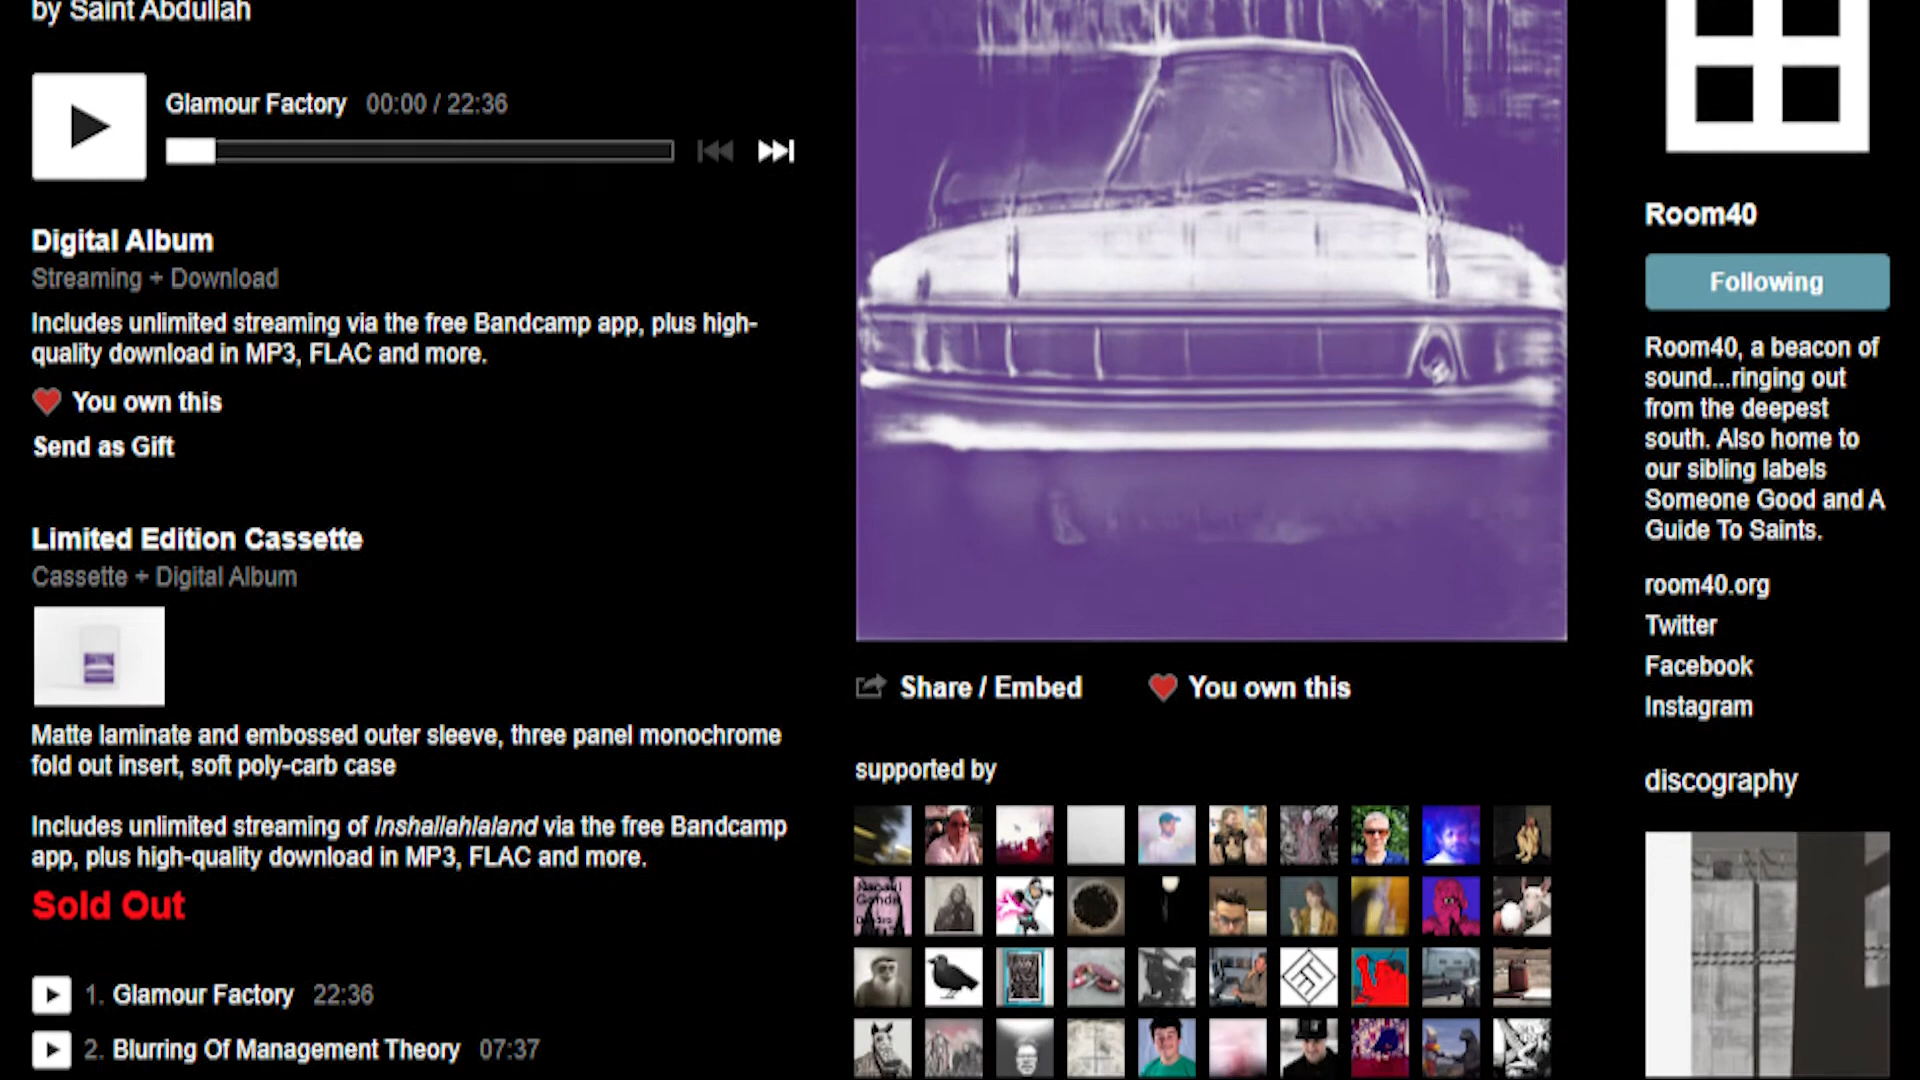 by Saint Abdullah
Glamour Factory 00:00 / 22:36
Digital Album
Streaming + Download
Includes unlimited streaming via the free Bandcamp app, plus high-
quality download in MP3, FLAC and more.
You own this
Send as Gift
Limited Edition Cassette
Cassette + Digital Album
Matte laminate and embossed outer sleeve, three panel monochrome
fold out insert, soft poly-carb case
Includes unlimited streaming of Inshallahlaland via the free Bandcamp
app, plus high-quality download in MP3, FLAC and more.
Sold Out
1. Glamour Factory 22:36
2. Blurring Of Management Theory 07:37
Share / Embed
You own this
supported by
Room40
Following
Room40, a beacon of
sound...ringing out
from the deepest
south. Also home to
our sibling labels
Someone Good and A
Guide To Saints.
room40.org
Twitter
Facebook
Instagram
discography